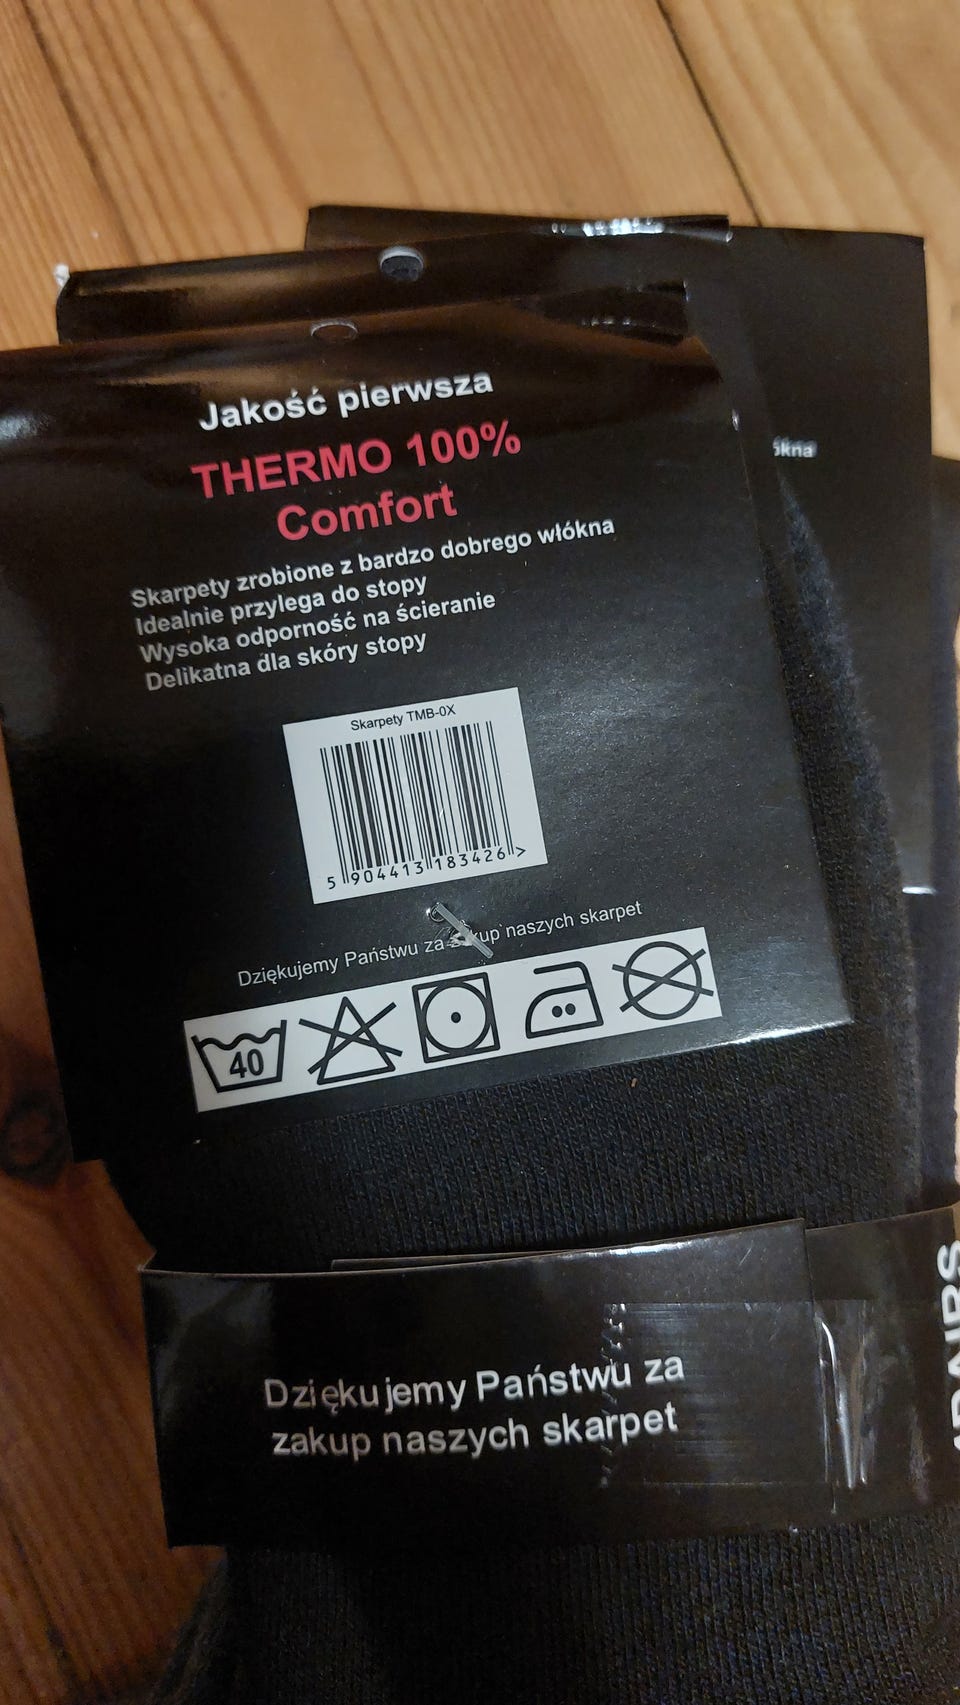 Jakość pierwsza
THERMO 100%
Comfort
Skarpety zrobione z bardzo dobrego włókna
Idealnie przylega do stopy
Wysoka odporność na ścieranie
Delikatna dla skóry stopy
Skarpety TMB-0X
5 904413 183426 >
Dziękujemy Państwu za zakup naszych skarpet
40
Dziękujemy Państwu za
zakup naszych skarpet